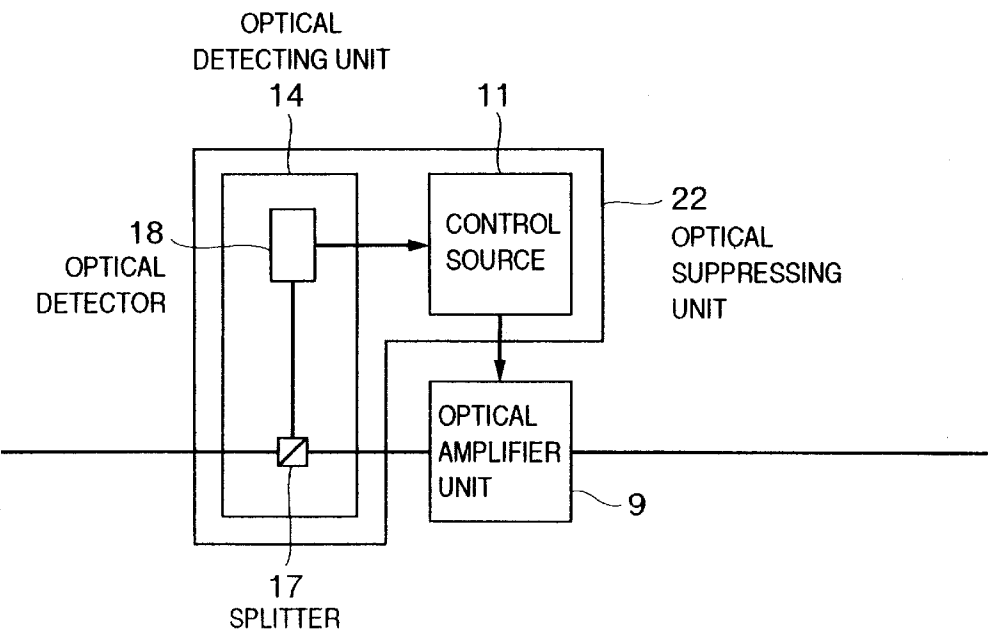 OPTICAL
DETECTING UNIT
14
11
CONTROL
SOURCE
22
OPTICAL
SUPPRESSING
UNIT
18
OPTICAL
DETECTOR
OPTICAL
AMPLIFIER
UNIT
9
17
SPLITTER